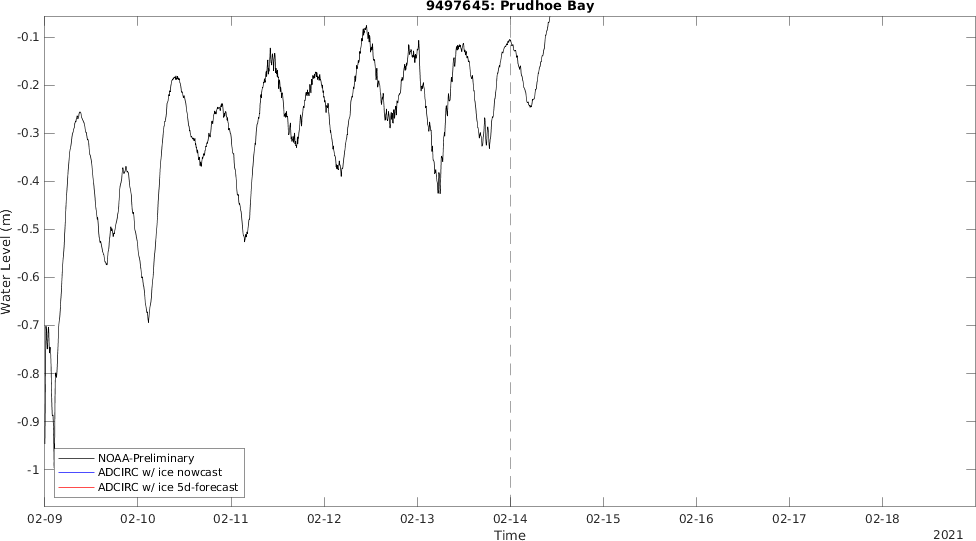 9497645: Prudhoe Bay
-0.1
-0.2
-0.3
-0.4
-0.5
-0.6
-0.7
-0.8
-0.9
-1
Water Level (m)
NOAA-Preliminary
ADCIRC w/ ice nowcast
ADCIRC w/ ice 5d-forecast
02-09 02-10 02-11 02-12 02-13 02-14 02-15 02-16 02-17 02-18
Time
2021